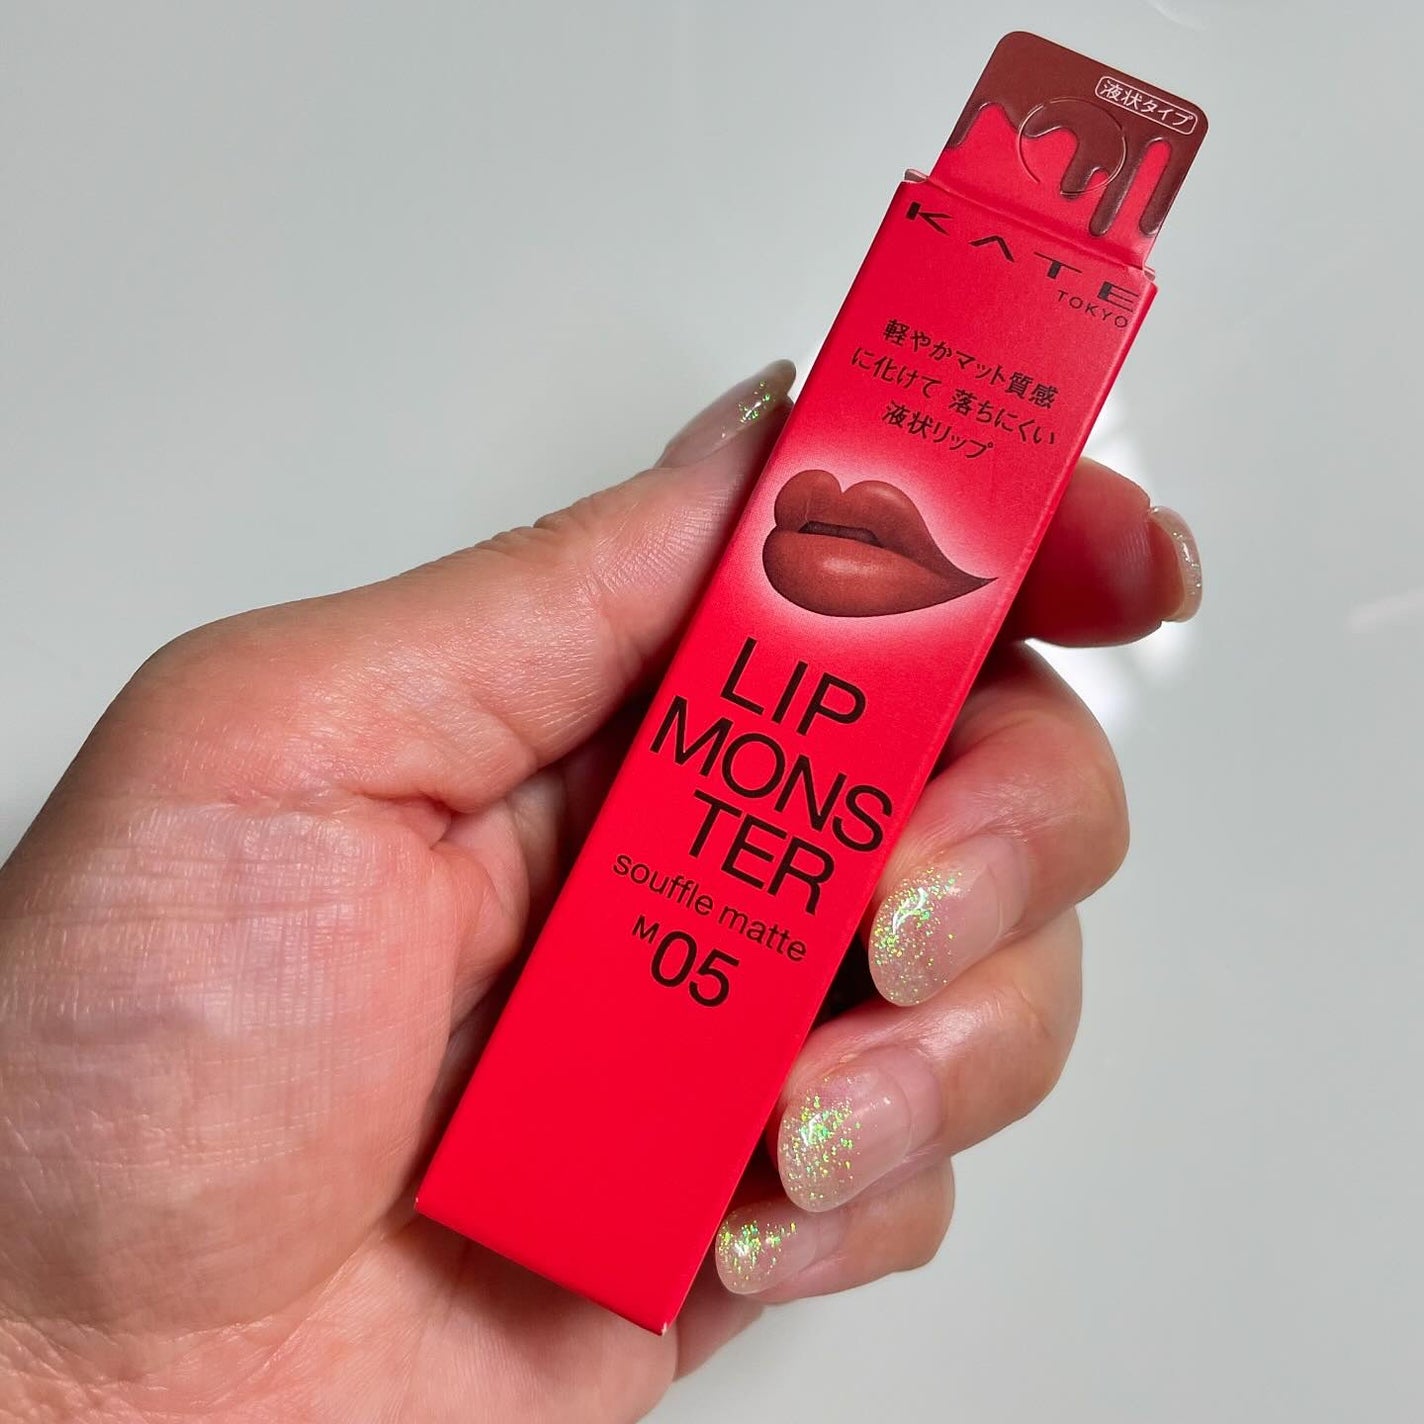 液状タイプ
KATE
TOKYO
軽やかマット質感
に化けて 落ちにくい
液状リップ
LIP
MONS
TER
souffle matte
M05